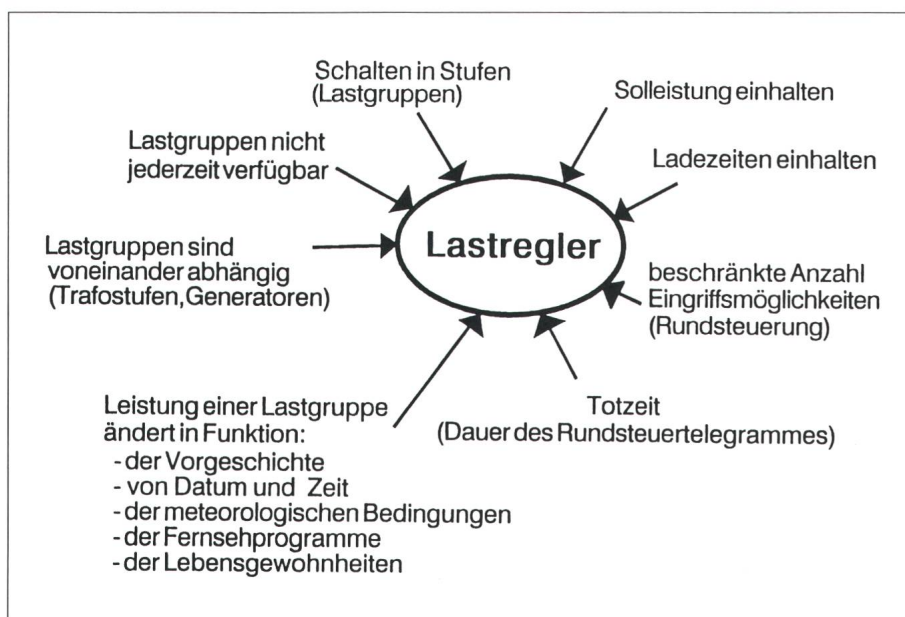 Schalten in Stufen
(Lastgruppen)
Solleistung einhalten
Lastgruppen nicht
jederzeit verfügbar
Ladezeiten einhalten
Lastregler
Lastgruppen sind
voneinander abhängig
(Trafostufen, Generatoren)
beschränkte Anzahl
Eingriffsmöglichkeiten
(Rundsteuerung)
Leistung einer Lastgruppe
ändert in Funktion:
- der Vorgeschichte
- von Datum und Zeit
- der meteorologischen Bedingungen
- der Fernsehprogramme
- der Lebensgewohnheiten
Totzeit
(Dauer des Rundsteuertelegrammes)